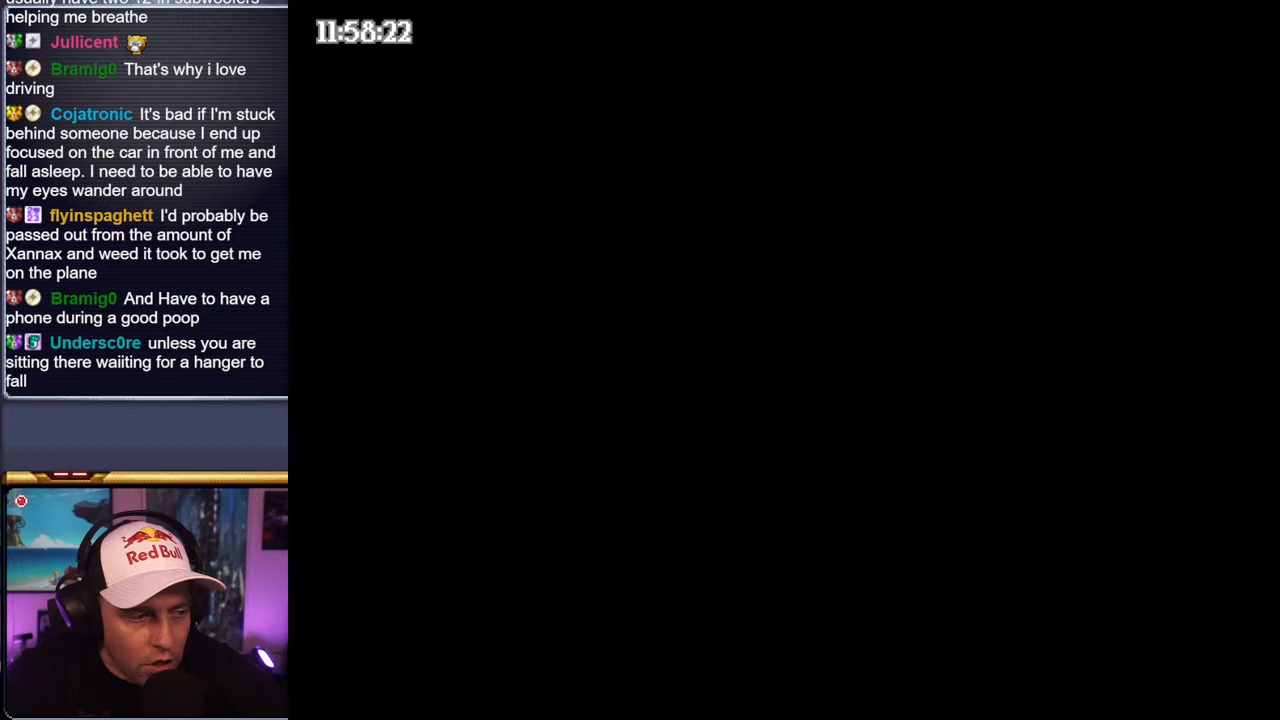 helping me breathe
Jullicent
Bramig0 That's why i love
driving
Cojatronic It's bad if I'm stuck
behind someone because I end up
focused on the car in front of me and
fall asleep. I need to be able to have
my eyes wander around
flyinspaghett I'd probably be
passed out from the amount of
Xannax and weed it took to get me
on the plane
Bramig0 And Have to have a
phone during a good poop
Undersc0re unless you are
sitting there waiiting for a hanger to
fall
11:58:22
Red Bull